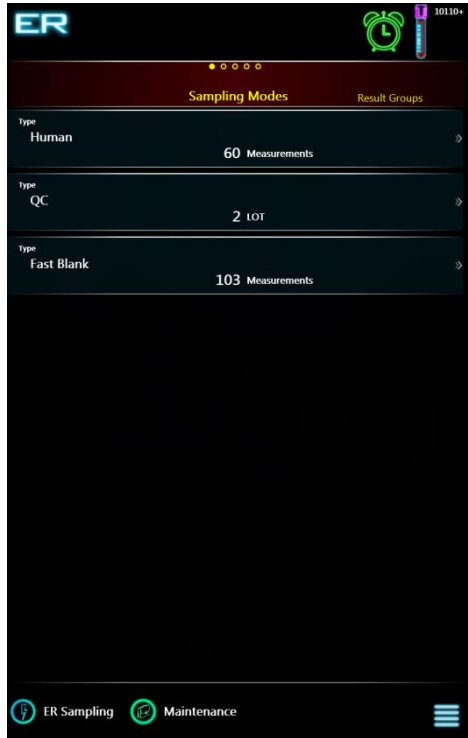 ER
10110+
Sampling Modes Result Groups
Type
Human
60 Measurements
Type
QC
2 LOT
Type
Fast Blank
103 Measurements
ER Sampling Maintenance